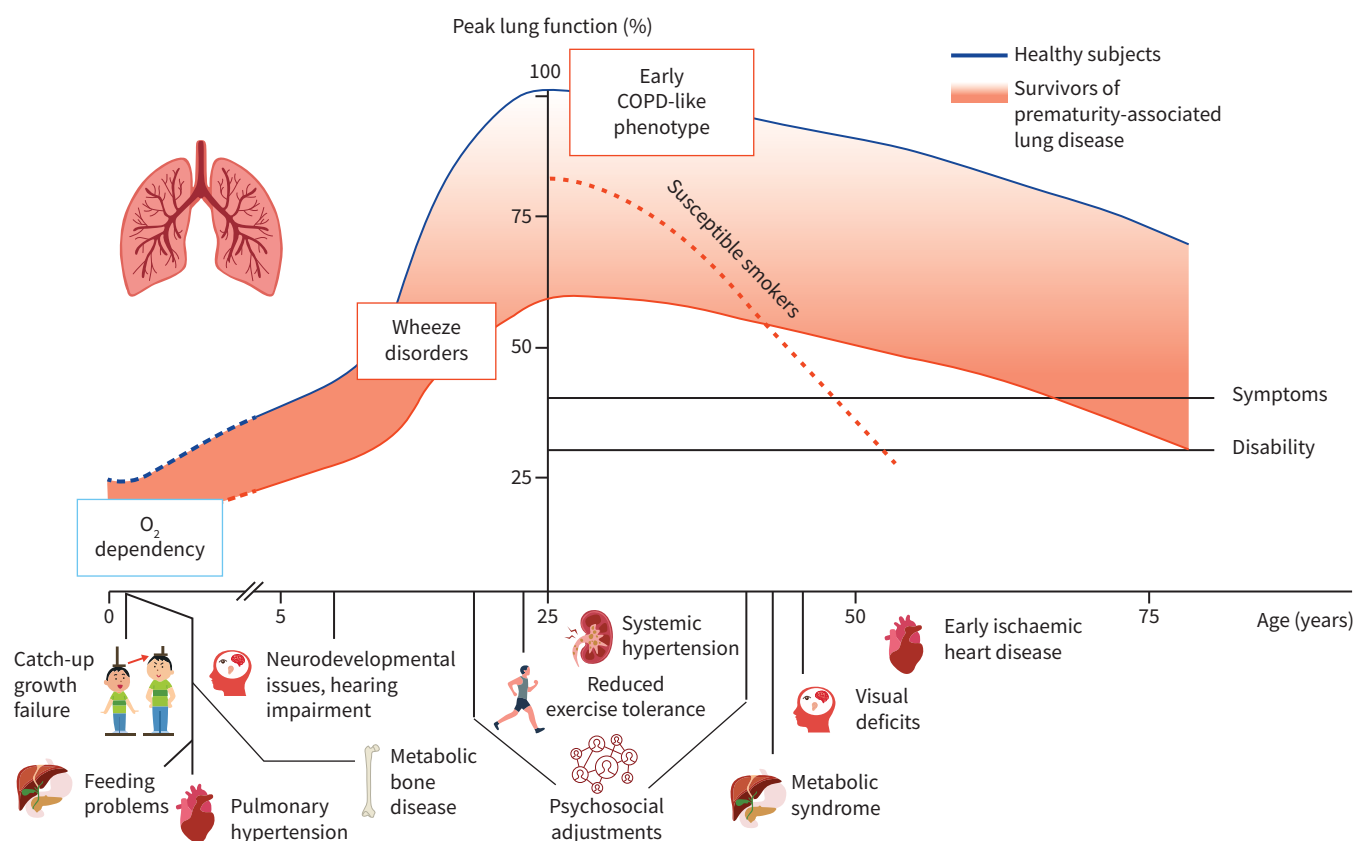 Peak lung function (%)
Healthy subjects
Survivors of
prematurity-associated
lung disease
100
Early
COPD-like
phenotype
75
Susceptible smokers
Wheeze
disorders
50
Symptoms
Disability
25
O₂
dependency
0
5
25
50
75
Age (years)
Catch-up
growth
failure
Neurodevelopmental
issues, hearing
impairment
Systemic
hypertension
Reduced
exercise tolerance
Early ischaemic
heart disease
Visual
deficits
Feeding
problems
Pulmonary
hypertension
Metabolic
bone
disease
Psychosocial
adjustments
Metabolic
syndrome